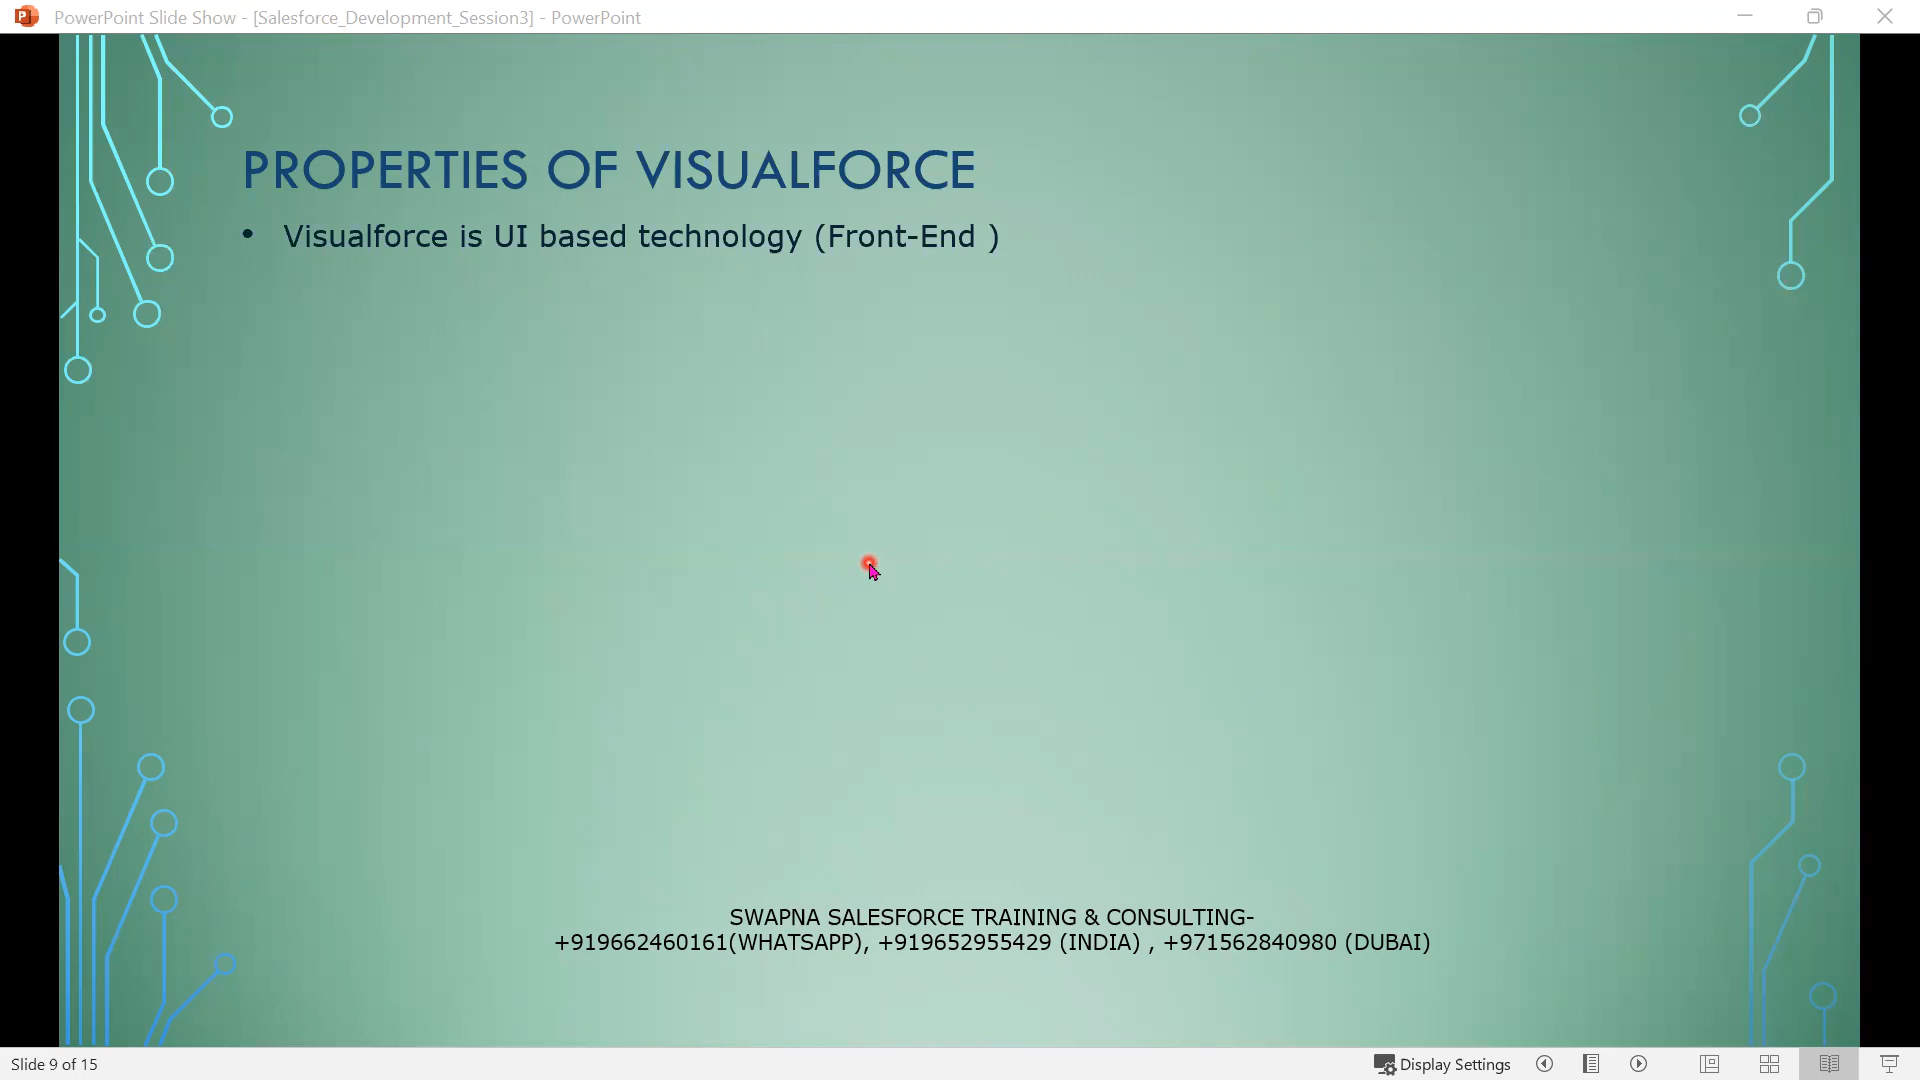 PowerPoint Slide Show - [Salesforce_Development_Session3] - PowerPoint
PROPERTIES OF VISUALFORCE
• Visualforce is UI based technology (Front-End )
SWAPNA SALESFORCE TRAINING & CONSULTING-
+919662460161(WHATSAPP), +919652955429 (INDIA) , +971562840980 (DUBAI)
Slide 9 of 15
Display Settings